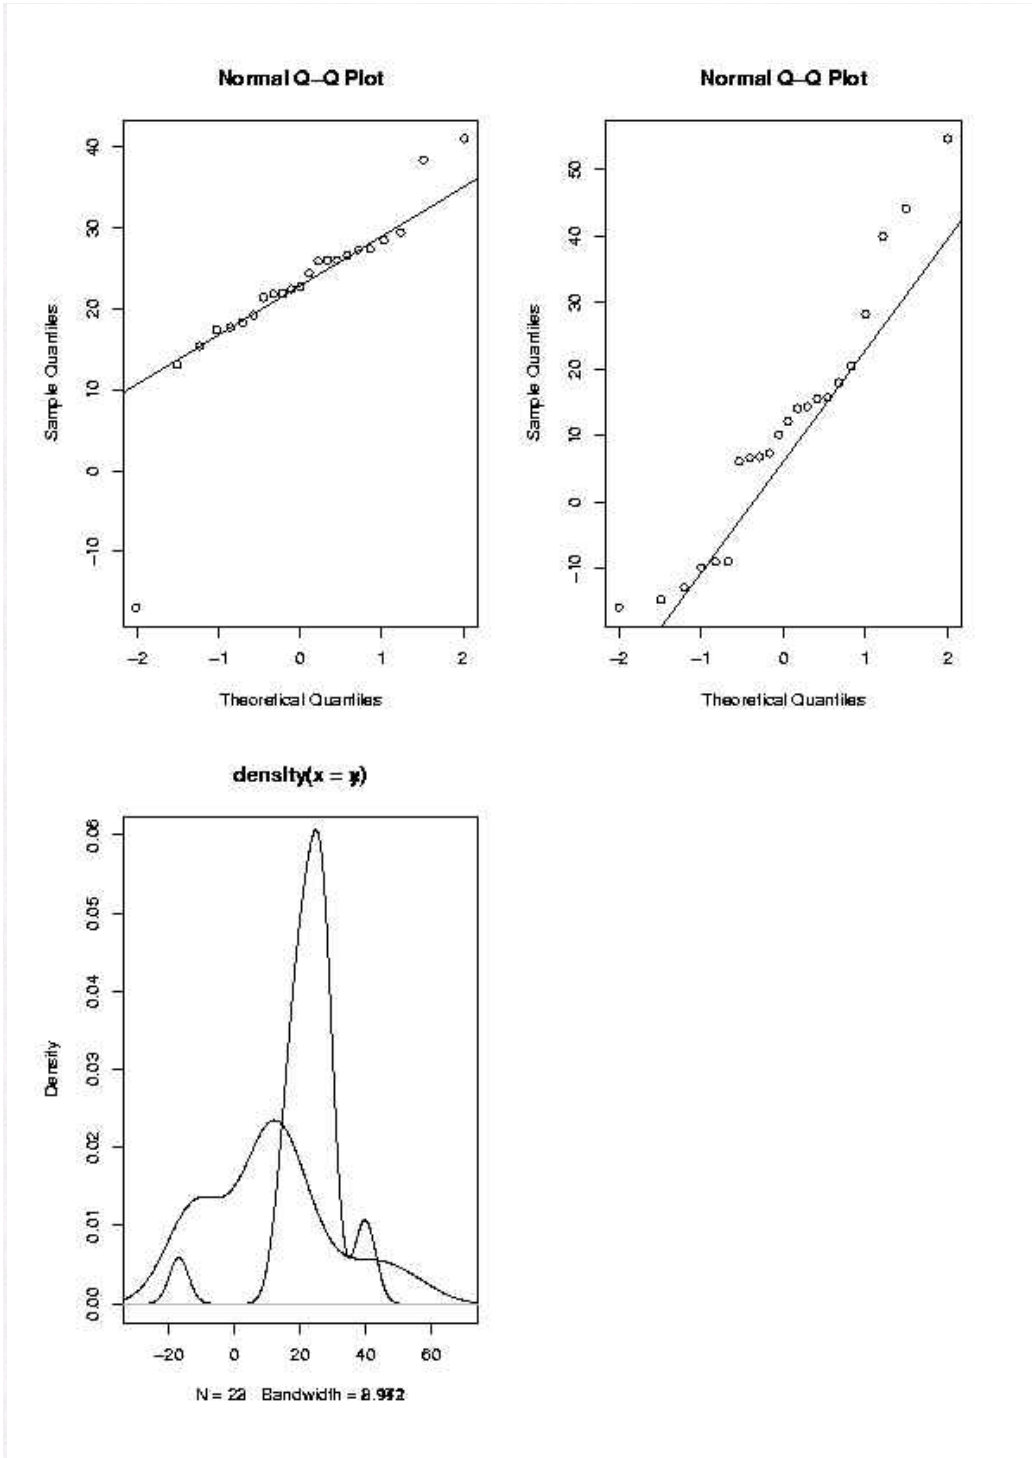 Normal Q–Q Plot
Sample Quantiles
40
30
20
10
0
−10
−2 −1 0 1 2
Theoretical Quantiles
Normal Q–Q Plot
Sample Quantiles
50
40
30
20
10
0
−10
−2 −1 0 1 2
Theoretical Quantiles
density(x =
Density
0.06
0.05
0.04
0.03
0.02
0.01
0.00
−20 0 20 40 60
N = Bandwidth =